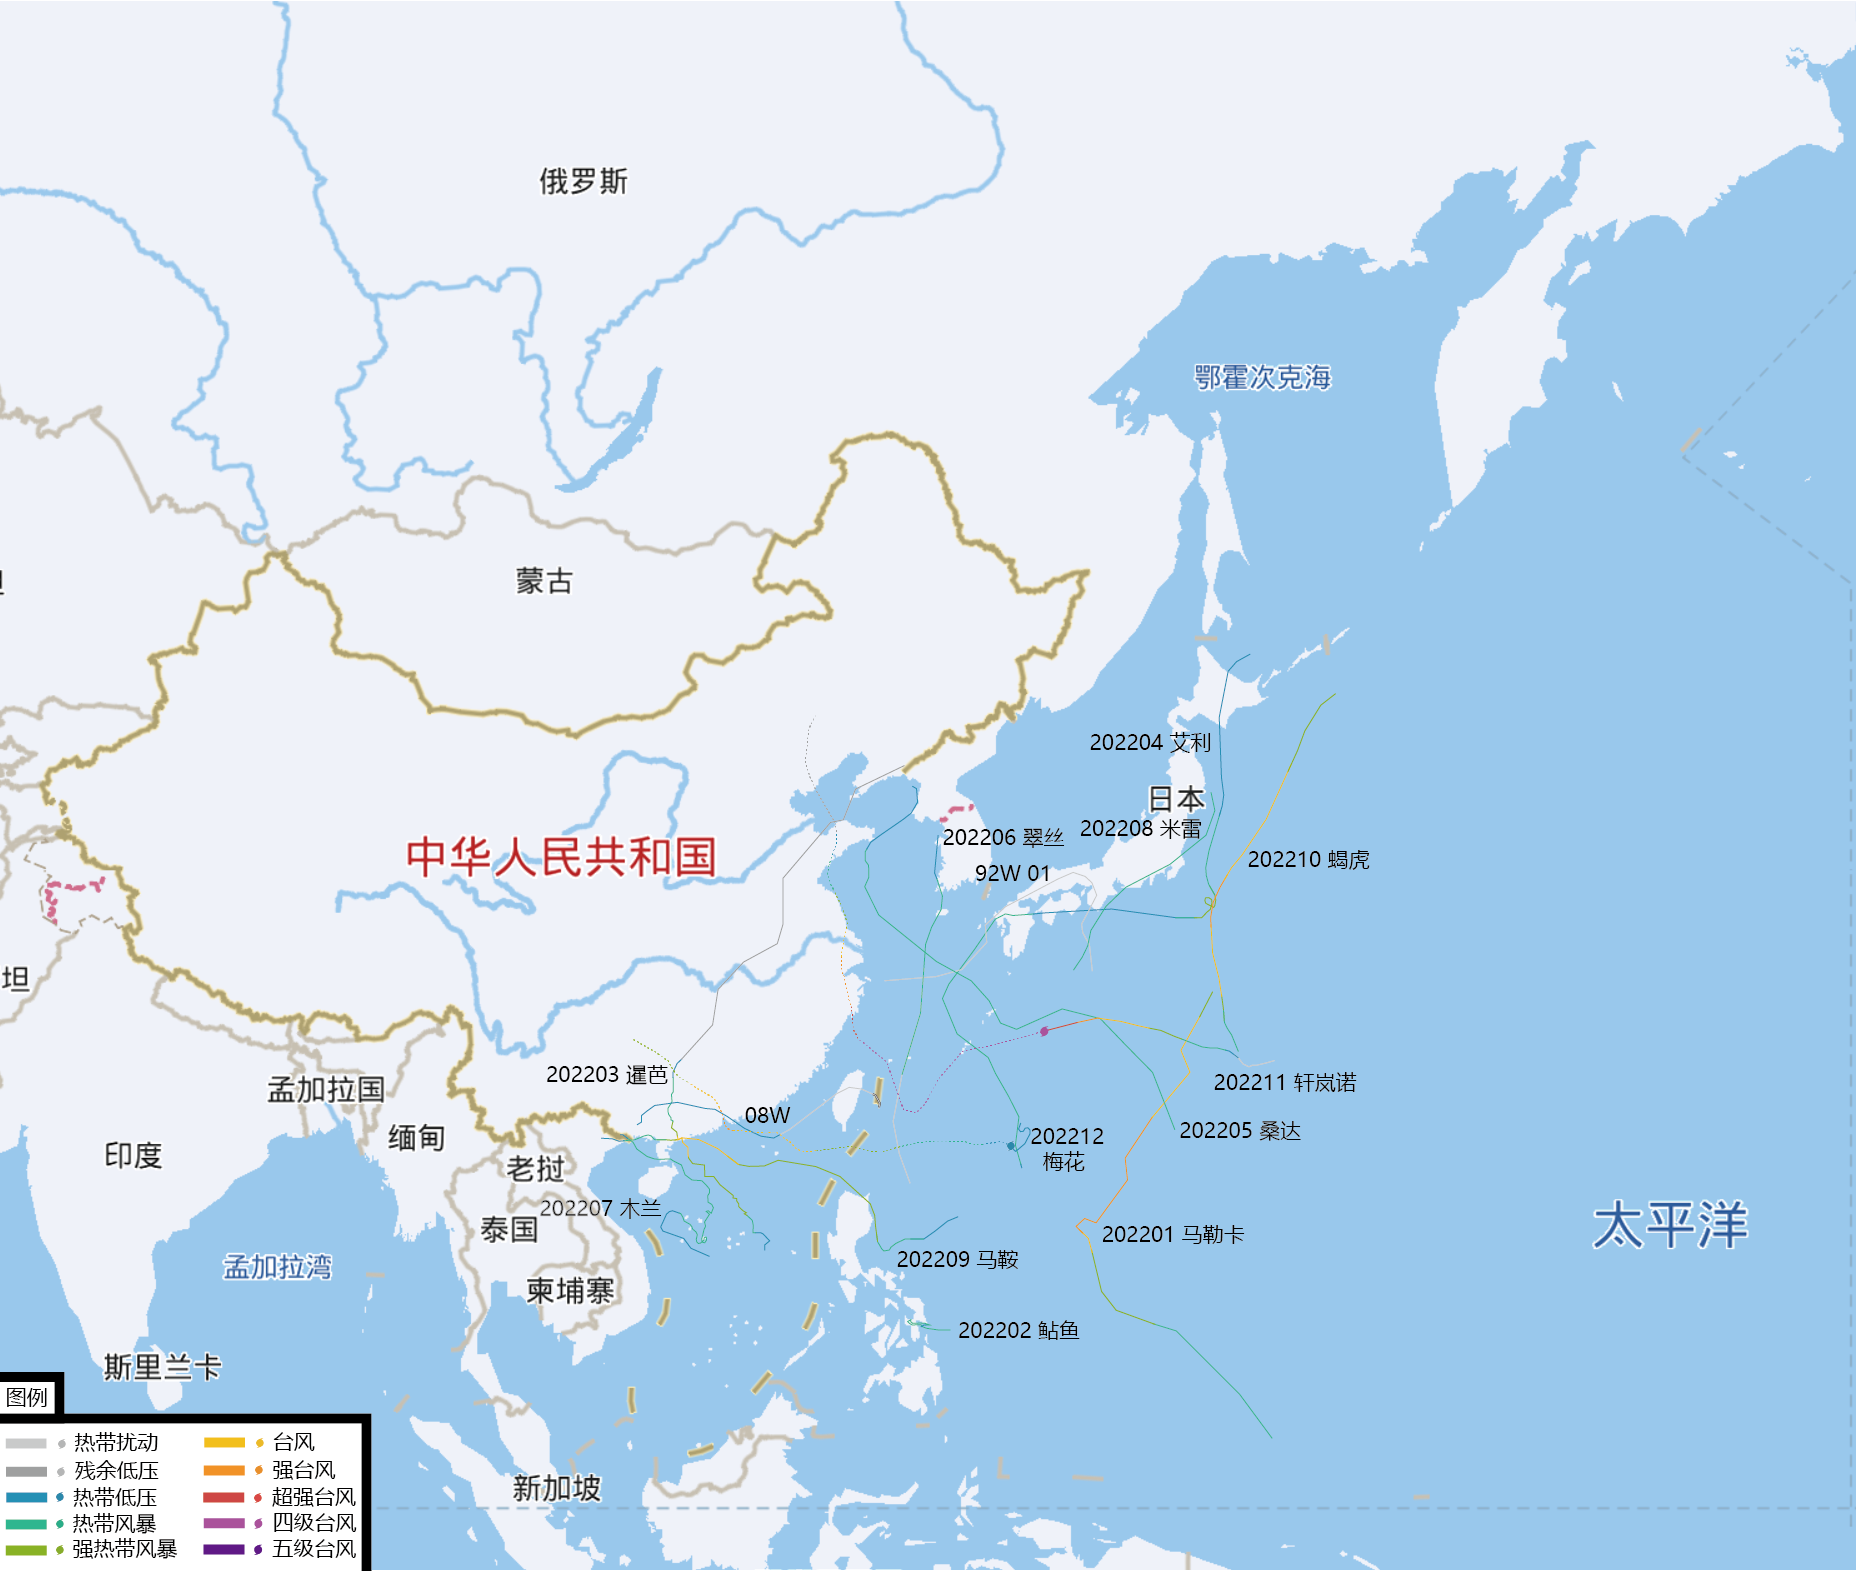 俄罗斯
鄂霍次克海
蒙古
202204 艾利
日本
202208 米雷
202206 翠丝
中华人民共和国
92W 01
202210 蝎虎
坦
202203 暹芭
孟加拉国
202211 轩岚诺
08W
缅甸
202212
梅花
202205 桑达
印度
老挝
202207 木兰
泰国
太平洋
202201 马勒卡
孟加拉湾
202209 马鞍
柬埔寨
202202 鲇鱼
斯里兰卡
新加坡
图例
热带扰动
残余低压
热带低压
热带风暴
强热带风暴
台风
强台风
超强台风
四级台风
五级台风